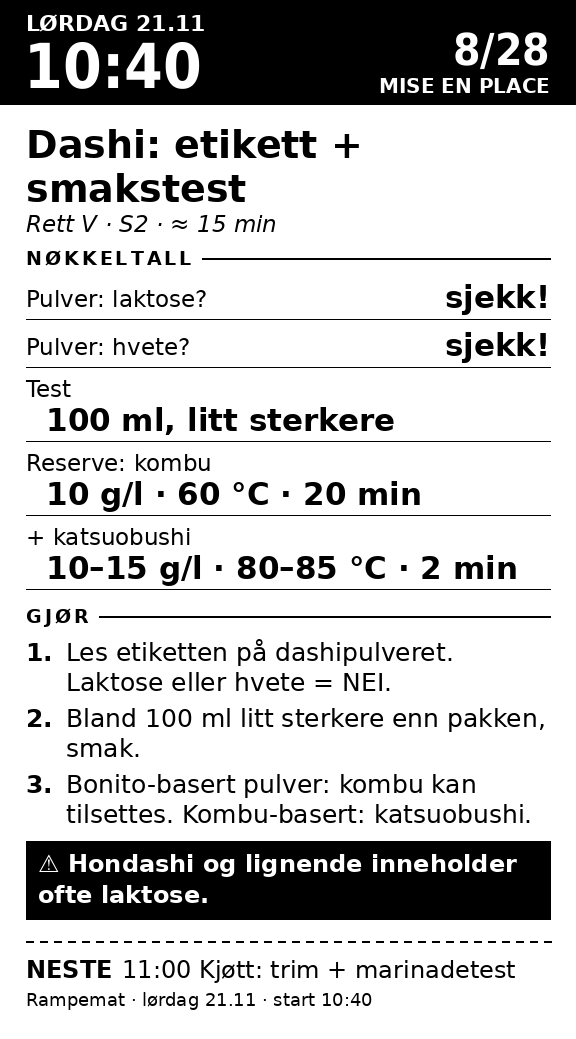 LØRDAG 21.11
10:40
8/28
MISE EN PLACE
Dashi: etikett +
smakstest
Rett V · S2 · ≈ 15 min
NØKKELTALL
Pulver: laktose? sjekk!
Pulver: hvete? sjekk!
Test
100 ml, litt sterkere
Reserve: kombu
10 g/l · 60 °C · 20 min
+ katsuobushi
10–15 g/l · 80–85 °C · 2 min
GJØR
1. Les etiketten på dashipulveret.
Laktose eller hvete = NEI.
2. Bland 100 ml litt sterkere enn pakken,
smak.
3. Bonito-basert pulver: kombu kan
tilsettes. Kombu-basert: katsuobushi.
⚠ Hondashi og lignende inneholder
ofte laktose.
NESTE 11:00 Kjøtt: trim + marinadetest
Rampemat · lørdag 21.11 · start 10:40